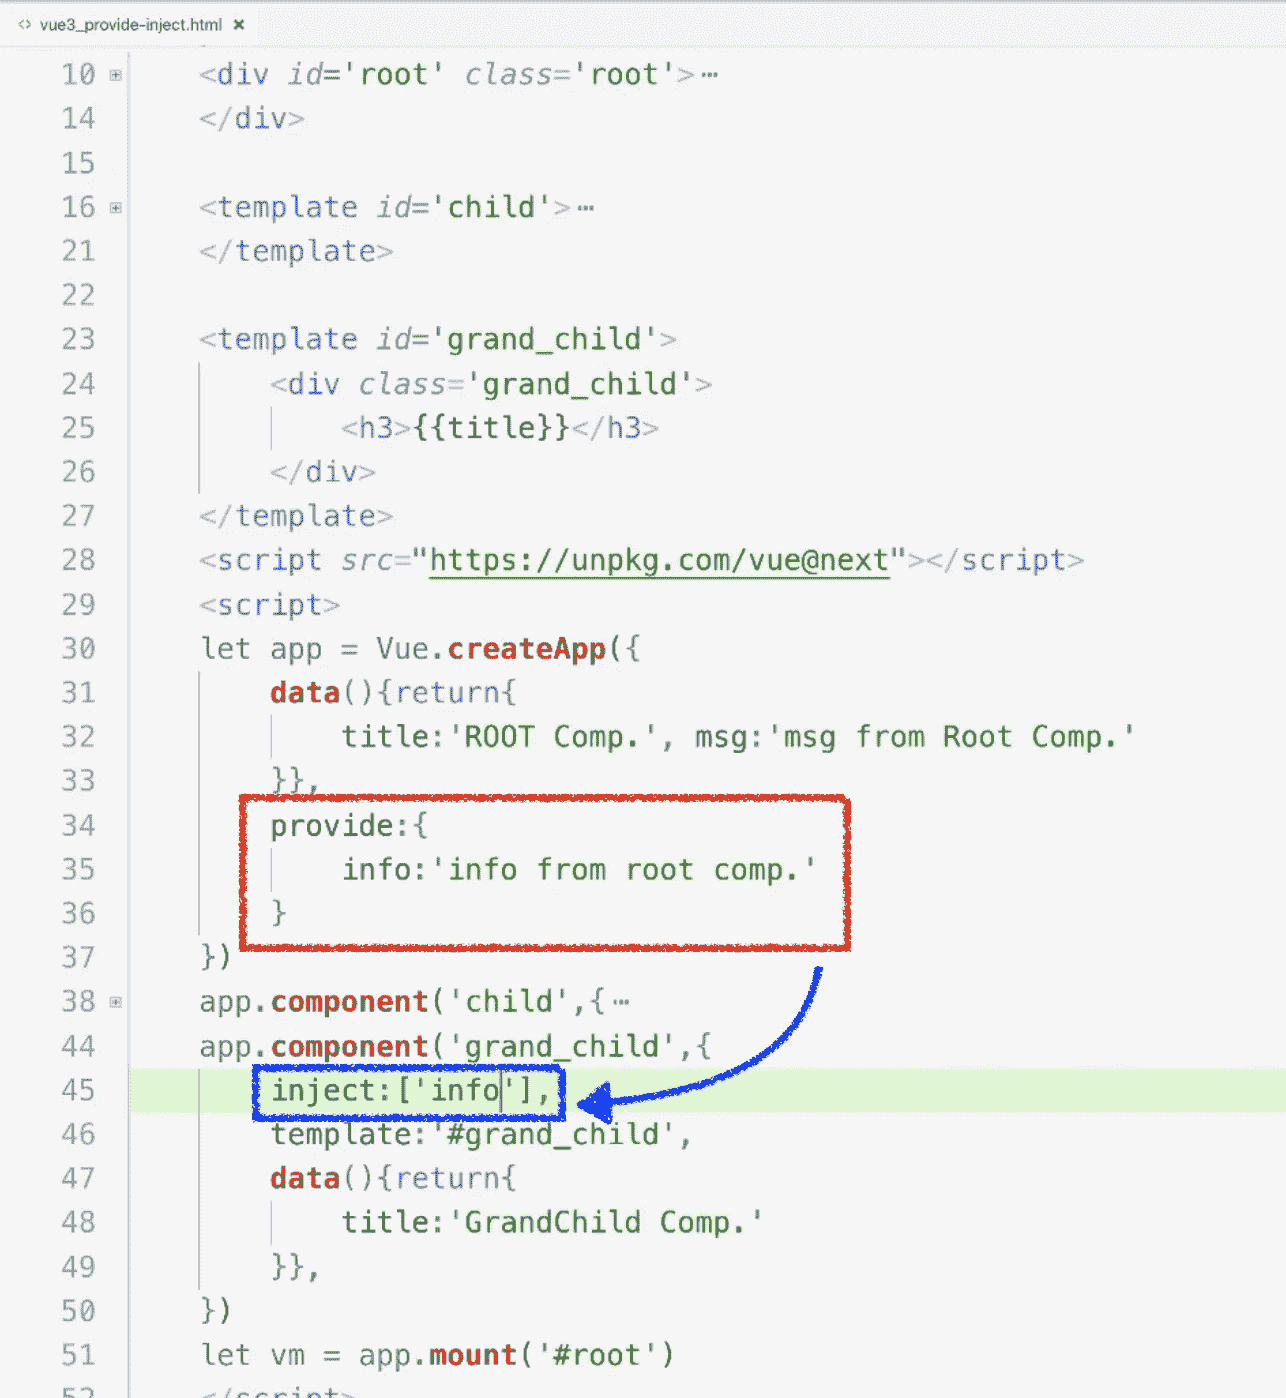 <> vue3_provide-inject.html ×
10 <div id='root' class='root'>⋯
14 </div>
15
16 <template id='child'>⋯
21 </template>
22
23 <template id='grand_child'>
24 <div class='grand_child'>
25 <h3>{{title}}</h3>
26 </div>
27 </template>
28 <script src="https://unpkg.com/vue@next"></script>
29 <script>
30 let app = Vue.createApp({
31 data(){return{
32 title:'ROOT Comp.', msg:'msg from Root Comp.'
33 }},
34 provide:{
35 info:'info from root comp.'
36 }
37 })
38 app.component('child',{⋯
44 app.component('grand_child',{
45 inject:['info'],
46 template:'#grand_child',
47 data(){return{
48 title:'GrandChild Comp.'
49 }},
50 })
51 let vm = app.mount('#root')
52 </script>